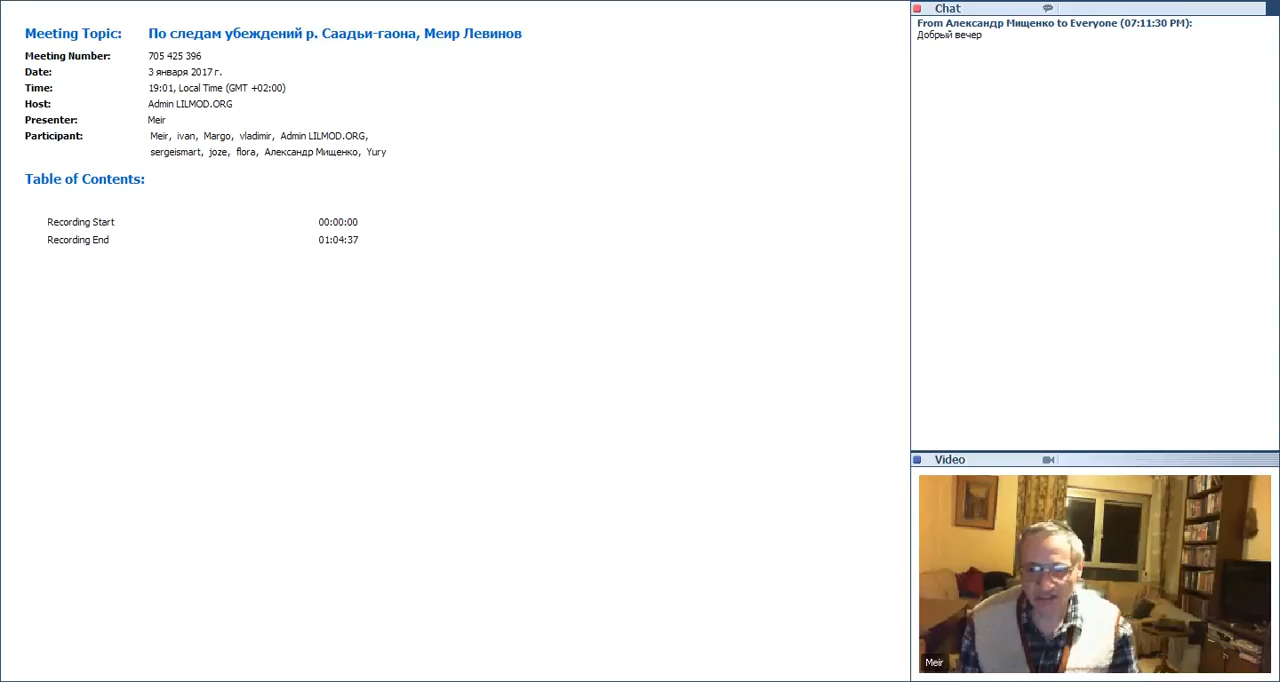 Meeting Topic: По следам убеждений р. Саадьи-гаона, Меир Левинов
Meeting Number: 705 425 396
Date: 3 января 2017 г.
Time: 19:01, Local Time (GMT +02:00)
Host: Admin LILMOD.ORG
Presenter: Meir
Participant: Meir, ivan, Margo, vladimir, Admin LILMOD.ORG,
sergeismart, joze, flora, Александр Мищенко, Yury
Table of Contents:
Recording Start 00:00:00
Recording End 01:04:37
Chat
From Александр Мищенко to Everyone (07:11:30 PM):
Добрый вечер
Video
Meir